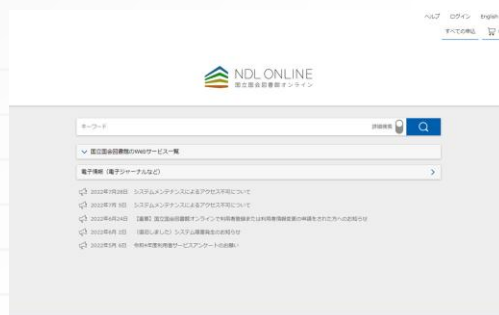 ヘルプ ログイン English
すべての申込
NDL ONLINE
国立国会図書館オンライン
キーワード 詳細検索
国立国会図書館のWebサービス一覧
電子情報（電子ジャーナルなど）
2022年7月28日 システムメンテナンスによるアクセス不可について
2022年7月 5日 システムメンテナンスによるアクセス不可について
2022年6月24日 【重要】国立国会図書館オンラインで利用者登録または利用者情報変更の申請をされた方へのお知らせ
2022年6月 2日 （復旧しました）システム障害発生のお知らせ
2022年5月 6日 令和4年度利用者サービスアンケートのお願い